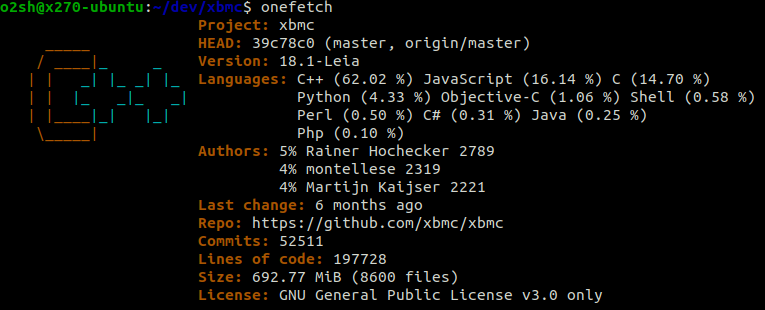 o2sh@x270-ubuntu:~/dev/xbmc$ onefetch
Project: xbmc
HEAD: 39c78c0 (master, origin/master)
Version: 18.1-Leia
Languages: C++ (62.02 %) JavaScript (16.14 %) C (14.70 %)
Python (4.33 %) Objective-C (1.06 %) Shell (0.58 %)
Perl (0.50 %) C# (0.31 %) Java (0.25 %)
Php (0.10 %)
Authors: 5% Rainer Hochecker 2789
4% montellese 2319
4% Martijn Kaijser 2221
Last change: 6 months ago
Repo: https://github.com/xbmc/xbmc
Commits: 52511
Lines of code: 197728
Size: 692.77 MiB (8600 files)
License: GNU General Public License v3.0 only